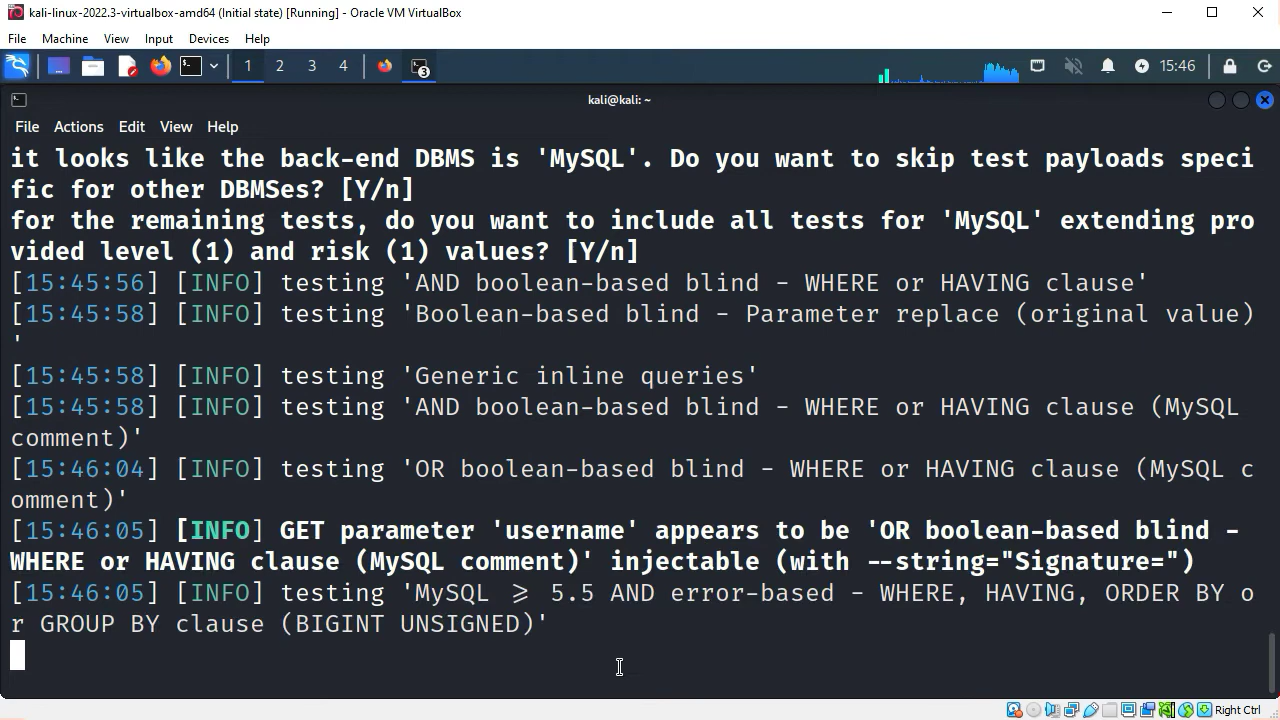 kali-linux-2022.3-virtualbox-amd64 (Initial state) [Running] - Oracle VM VirtualBox
File Machine View Input Devices Help
1 2 3 4 3 15:46
kali@kali: ~
File Actions Edit View Help
it looks like the back-end DBMS is 'MySQL'. Do you want to skip test payloads speci
fic for other DBMSes? [Y/n]
for the remaining tests, do you want to include all tests for 'MySQL' extending pro
vided level (1) and risk (1) values? [Y/n]
[15:45:56] [INFO] testing 'AND boolean-based blind - WHERE or HAVING clause'
[15:45:58] [INFO] testing 'Boolean-based blind - Parameter replace (original value)
'
[15:45:58] [INFO] testing 'Generic inline queries'
[15:45:58] [INFO] testing 'AND boolean-based blind - WHERE or HAVING clause (MySQL
comment)'
[15:46:04] [INFO] testing 'OR boolean-based blind - WHERE or HAVING clause (MySQL c
omment)'
[15:46:05] [INFO] GET parameter 'username' appears to be 'OR boolean-based blind -
WHERE or HAVING clause (MySQL comment)' injectable (with --string="Signature=")
[15:46:05] [INFO] testing 'MySQL ≥ 5.5 AND error-based - WHERE, HAVING, ORDER BY o
r GROUP BY clause (BIGINT UNSIGNED)'
Right Ctrl